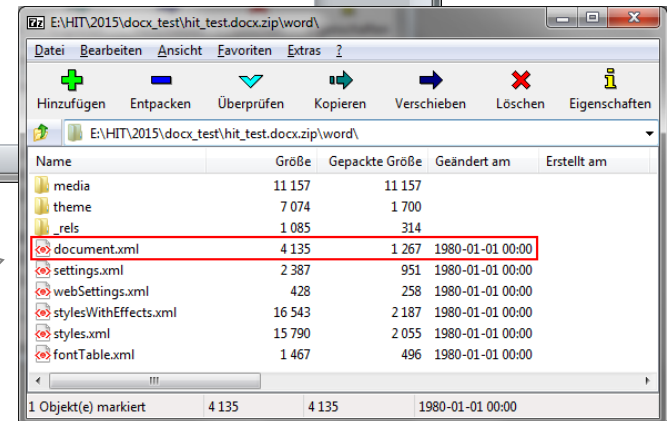 E:\HIT\2015\docx_test\hit_test.docx.zip\word\
Datei Bearbeiten Ansicht Favoriten Extras ?
Hinzufügen Entpacken Überprüfen Kopieren Verschieben Löschen Eigenschaften
E:\HIT\2015\docx_test\hit_test.docx.zip\word\
Name Größe Gepackte Größe Geändert am Erstellt am
media 11 157 11 157
theme 7 074 1 700
_rels 1 085 314
document.xml 4 135 1 267 1980-01-01 00:00
settings.xml 2 387 951 1980-01-01 00:00
webSettings.xml 428 258 1980-01-01 00:00
stylesWithEffects.xml 16 543 2 187 1980-01-01 00:00
styles.xml 15 790 2 055 1980-01-01 00:00
fontTable.xml 1 467 496 1980-01-01 00:00
1 Objekt(e) markiert 4 135 4 135 1980-01-01 00:00